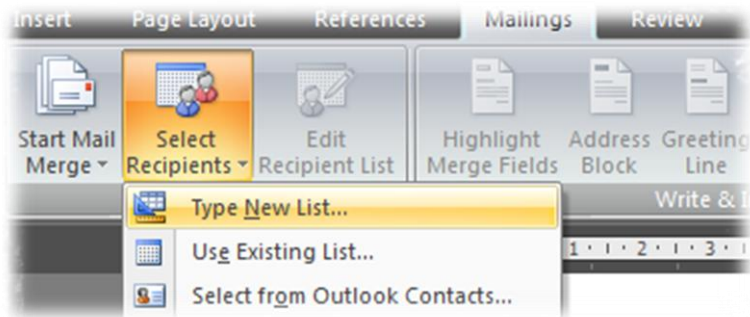 Insert Page Layout References Mailings Review
Start Mail Merge
Select Recipients
Edit Recipient List
Highlight Merge Fields
Address Block
Greeting Line
Write & I
Type New List...
Use Existing List...
Select from Outlook Contacts...
1 2 3